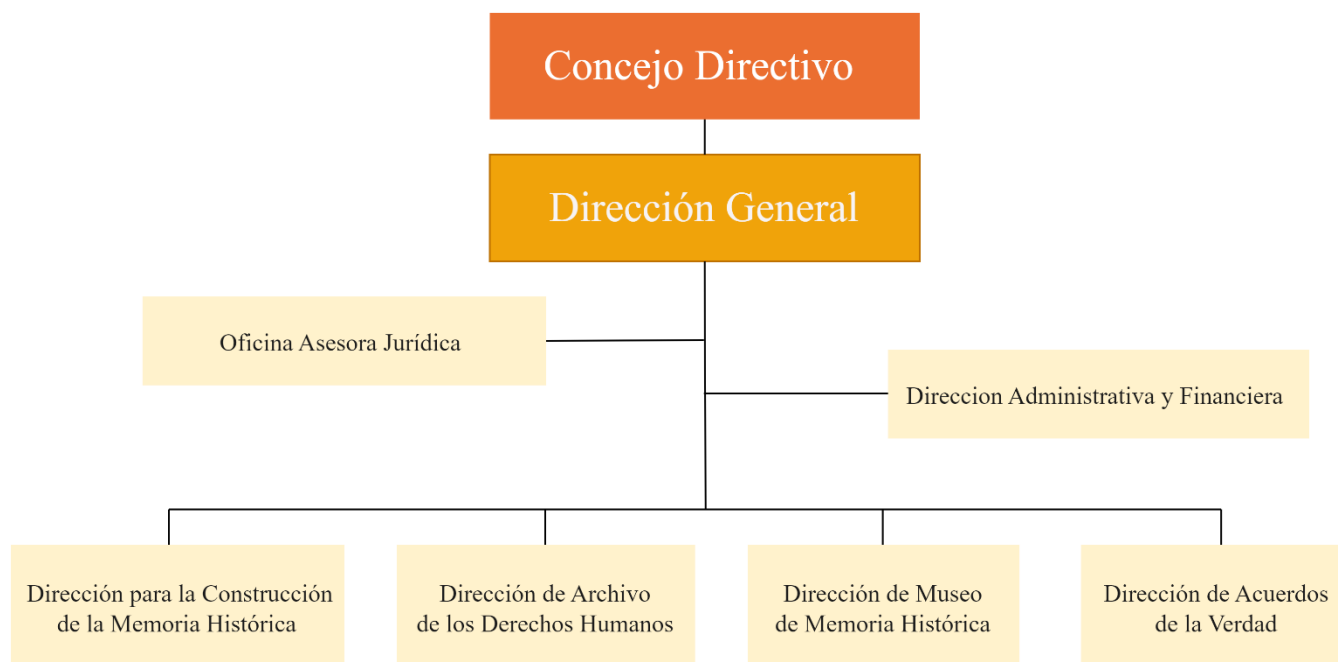 Concejo Directivo
Dirección General
Oficina Asesora Jurídica
Direccion Administrativa y Financiera
Dirección para la Construcción
de la Memoria Histórica
Dirección de Archivo
de los Derechos Humanos
Dirección de Museo
de Memoria Histórica
Dirección de Acuerdos
de la Verdad